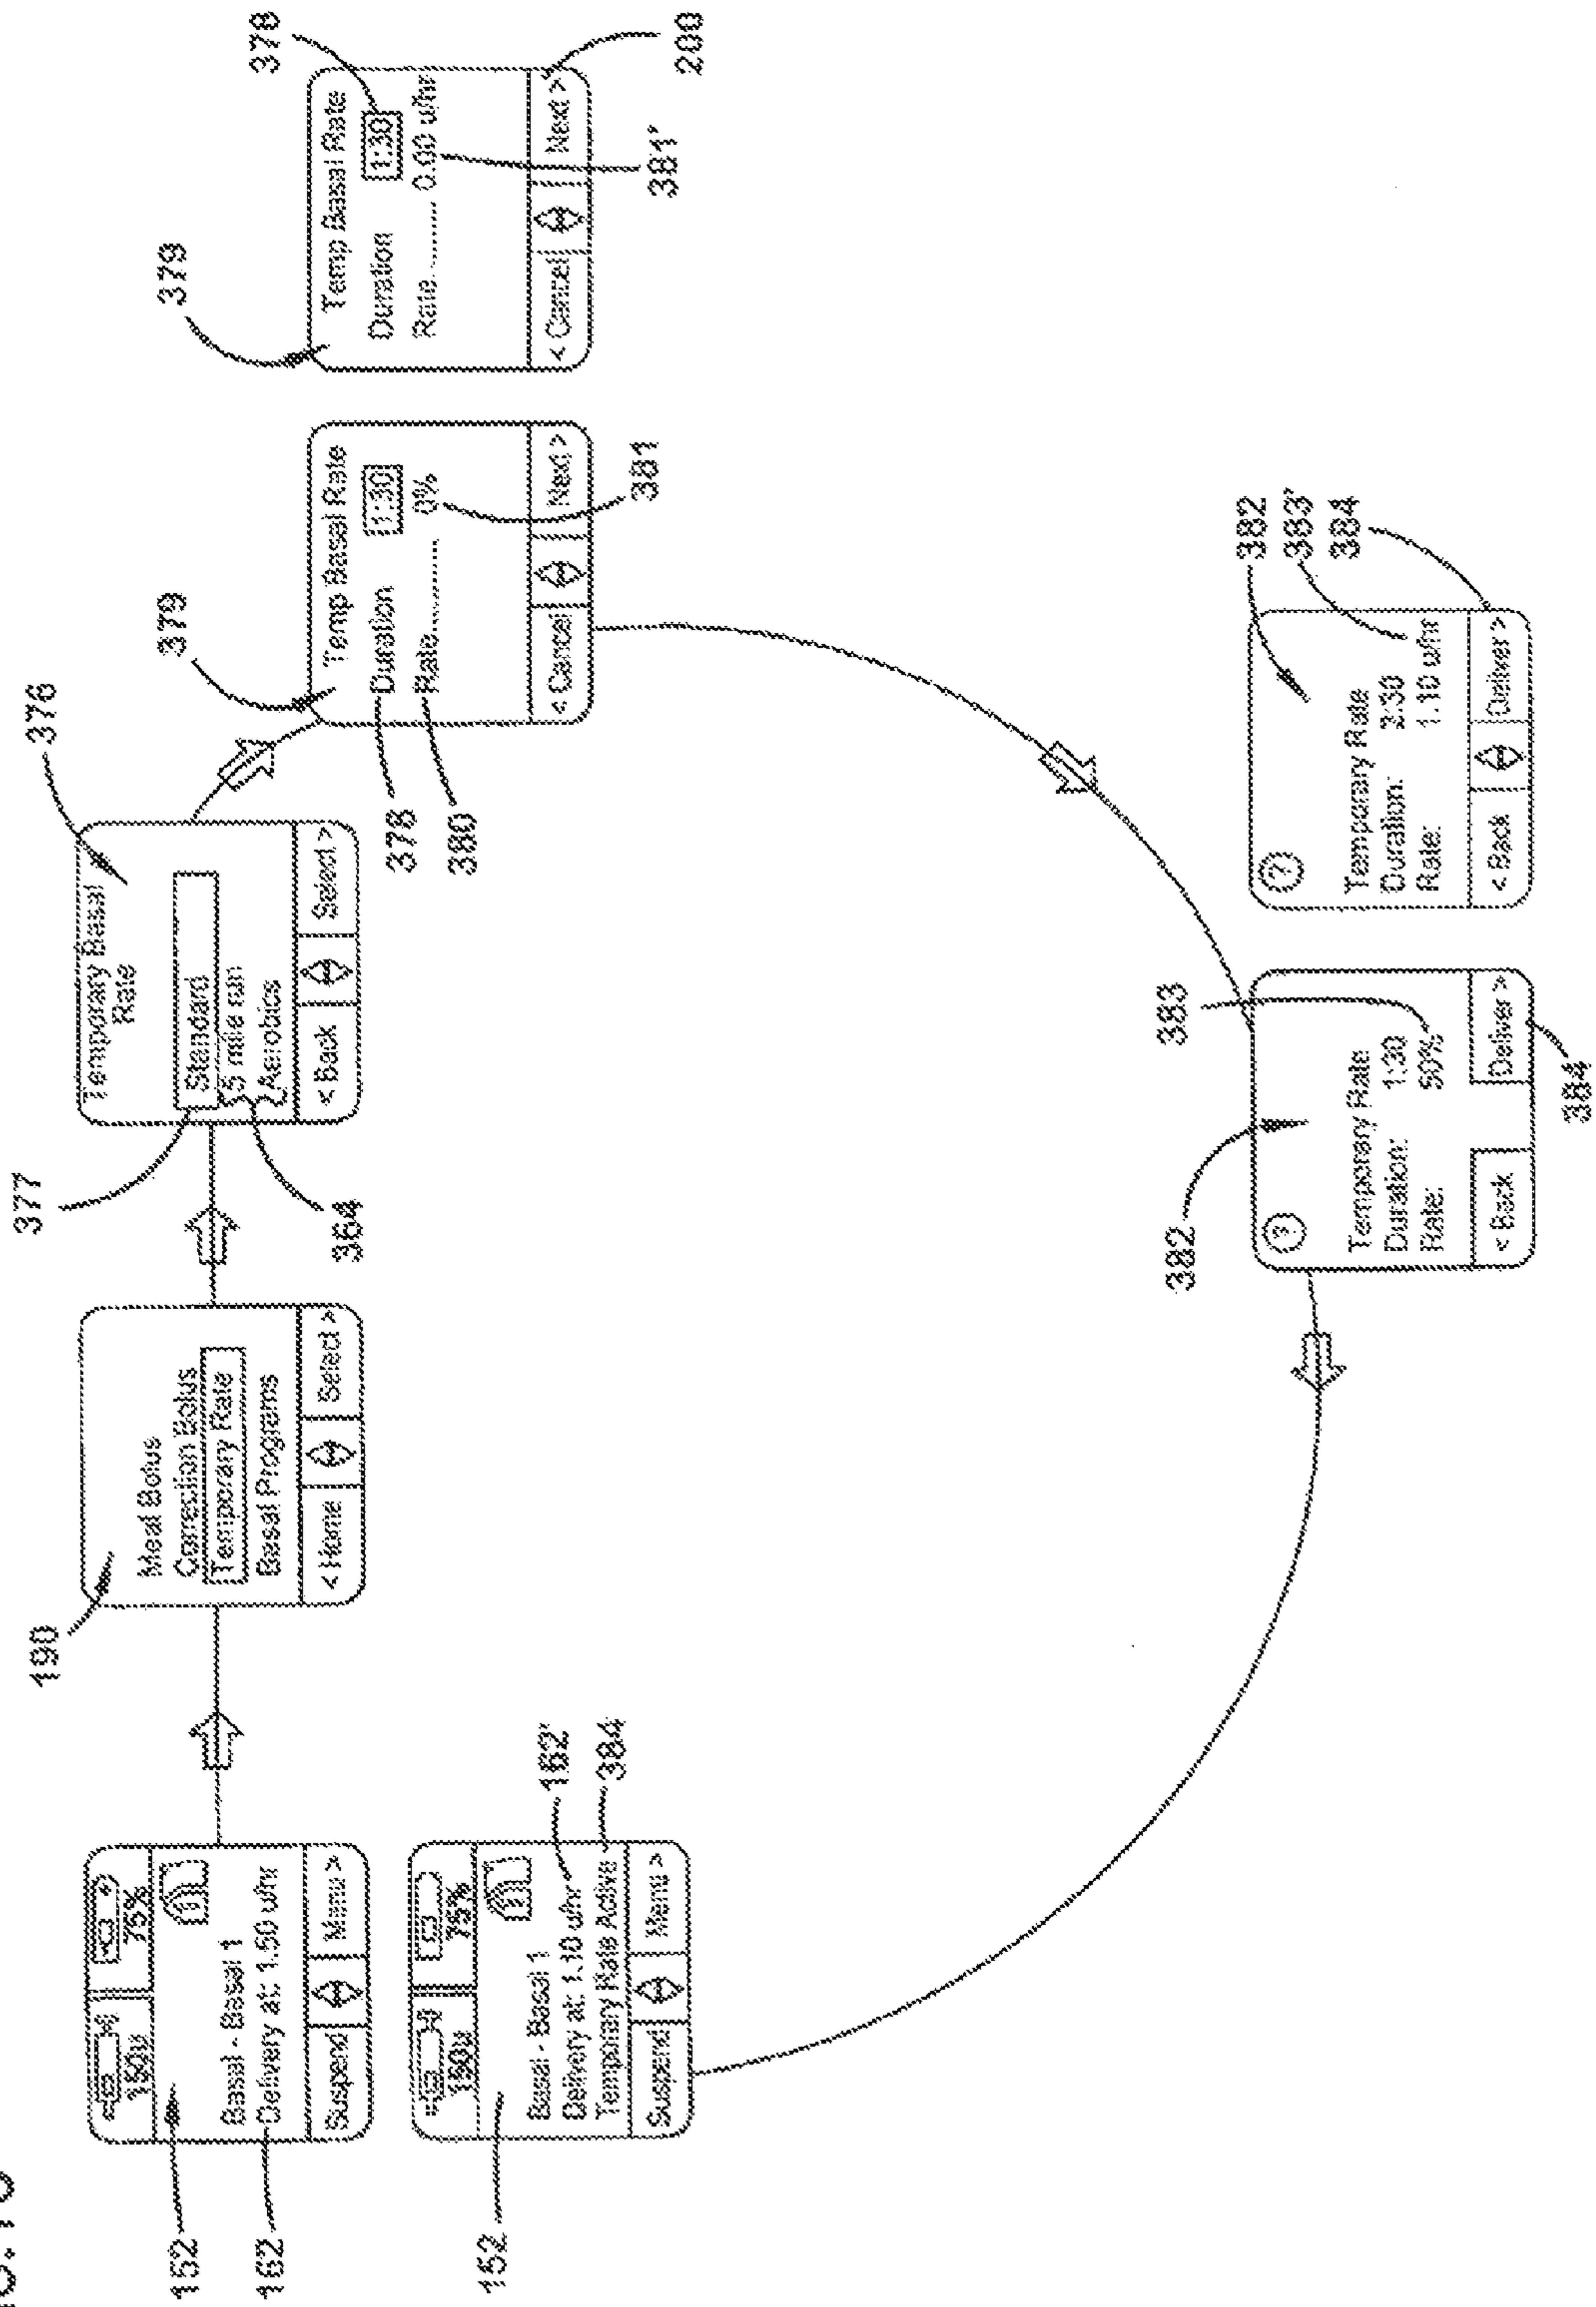 152
162
150u
75%
Basal - Basal 1
Delivery at: 1.50 u/hr
Suspend
Menu >
190
Meal Bolus
Correction Bolus
Temporary Rate
Basal Programs
< Home
Select >
377
364
376
Temporary Basal
Rate
Standard
5 mile run
Aerobics
< Back
Select >
379
378
380
Temp Basal Rate
Duration 1:30
Rate.............. 0%
< Cancel
Next >
381
379
378
Temp Basal Rate
Duration 1:30
Rate ......... 0.00 u/hr
< Cancel
Next >
381'
200
152
150u
75%
Basal - Basal 1
Delivery at: 1.10 u/hr
Temporary Rate Active
Suspend
Menu >
162'
384
382
?
Temporary Rate
Duration: 1:30
Rate: 50%
< Back
Deliver >
383
384
382
383'
384
?
Temporary Rate
Duration:
Rate: 1.10 u/hr
< Back
Deliver >